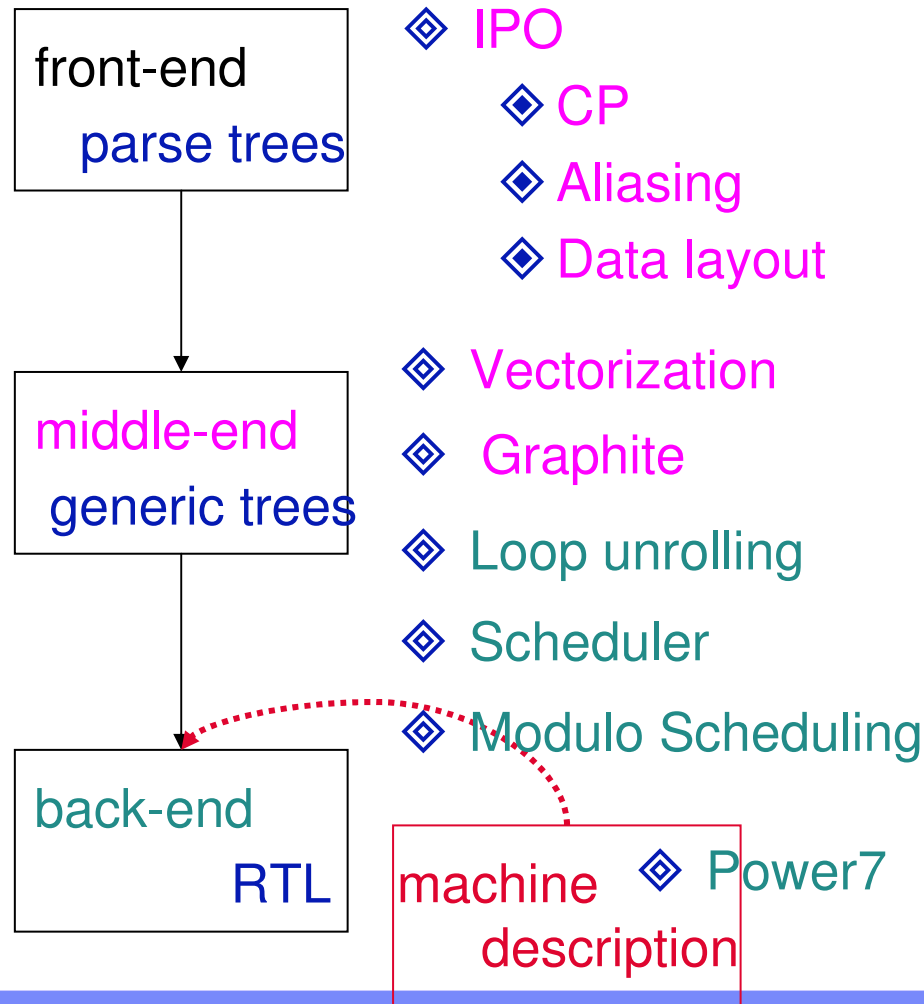 front-end
parse trees
middle-end
generic trees
back-end
RTL
IPO
CP
Aliasing
Data layout
Vectorization
Graphite
Loop unrolling
Scheduler
Modulo Scheduling
Power7
machine
description